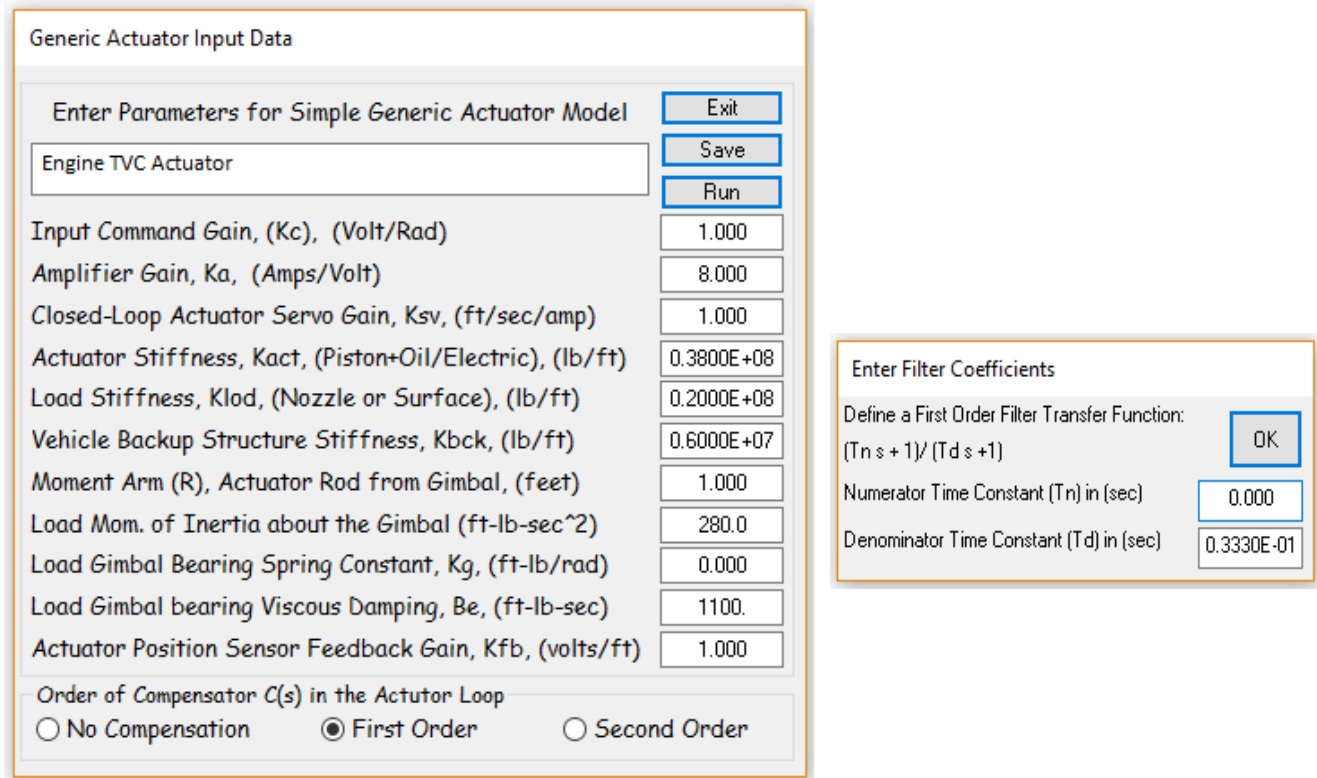 Generic Actuator Input Data
Enter Parameters for Simple Generic Actuator Model
Exit
Engine TVC Actuator
Save
Run
Input Command Gain, (Kc), (Volt/Rad) 1.000
Amplifier Gain, Ka, (Amps/Volt) 8.000
Closed-Loop Actuator Servo Gain, Ksv, (ft/sec/amp) 1.000
Actuator Stiffness, Kact, (Piston+Oil/Electric), (lb/ft) 0.3800E+08
Load Stiffness, Klod, (Nozzle or Surface), (lb/ft) 0.2000E+08
Vehicle Backup Structure Stiffness, Kbck, (lb/ft) 0.6000E+07
Moment Arm (R), Actuator Rod from Gimbal, (feet) 1.000
Load Mom. of Inertia about the Gimbal (ft-lb-sec^2) 280.0
Load Gimbal Bearing Spring Constant, Kg, (ft-lb/rad) 0.000
Load Gimbal bearing Viscous Damping, Be, (ft-lb-sec) 1100.
Actuator Position Sensor Feedback Gain, Kfb, (volts/ft) 1.000
Order of Compensator C(s) in the Actutor Loop
No Compensation First Order Second Order
Enter Filter Coefficients
Define a First Order Filter Transfer Function:
(Tn s + 1)/ (Td s +1)
OK
Numerator Time Constant (Tn) in (sec) 0.000
Denominator Time Constant (Td) in (sec) 0.3330E-01